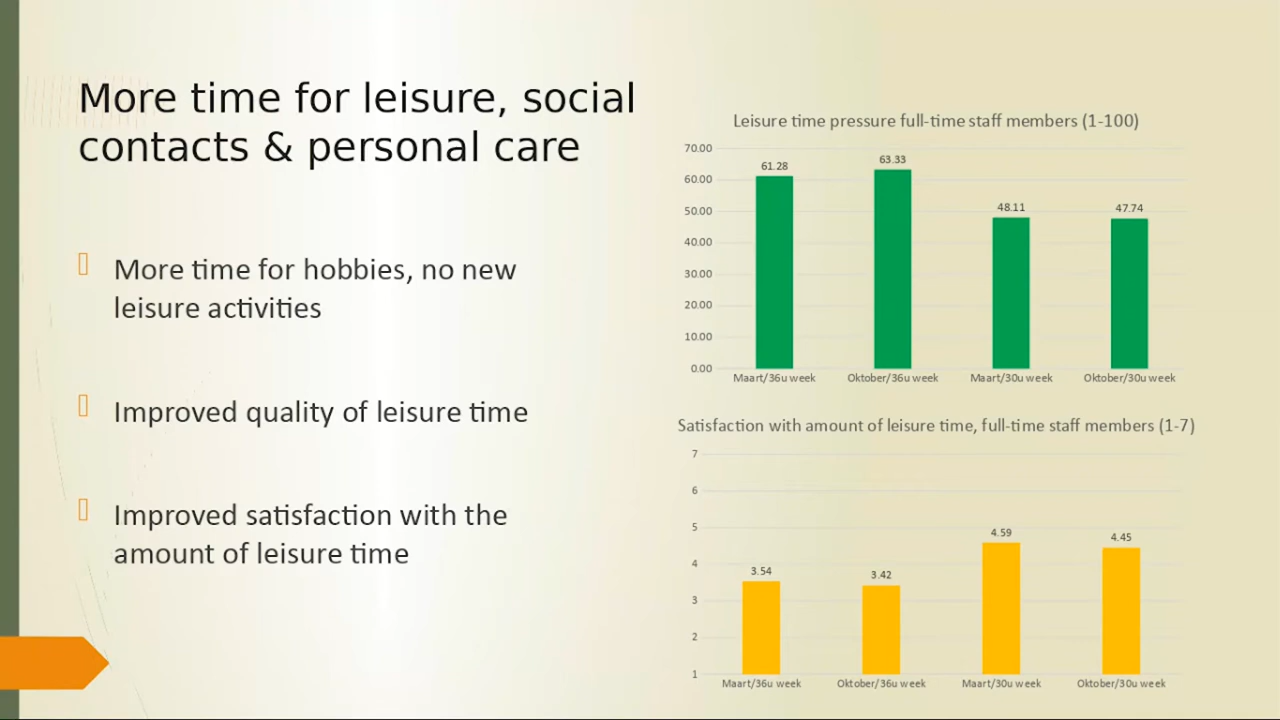 More time for leisure, social
contacts & personal care
More time for hobbies, no new
leisure activities
Improved quality of leisure time
Improved satisfaction with the
amount of leisure time
Leisure time pressure full-time staff members (1-100)
70.00
60.00
50.00
40.00
30.00
20.00
10.00
0.00
61.28
63.33
48.11
47.74
Maart/36u week
Oktober/36u week
Maart/30u week
Oktober/30u week
Satisfaction with amount of leisure time, full-time staff members (1-7)
7
6
5
4
3
2
1
3.54
3.42
4.59
4.45
Maart/36u week
Oktober/36u week
Maart/30u week
Oktober/30u week